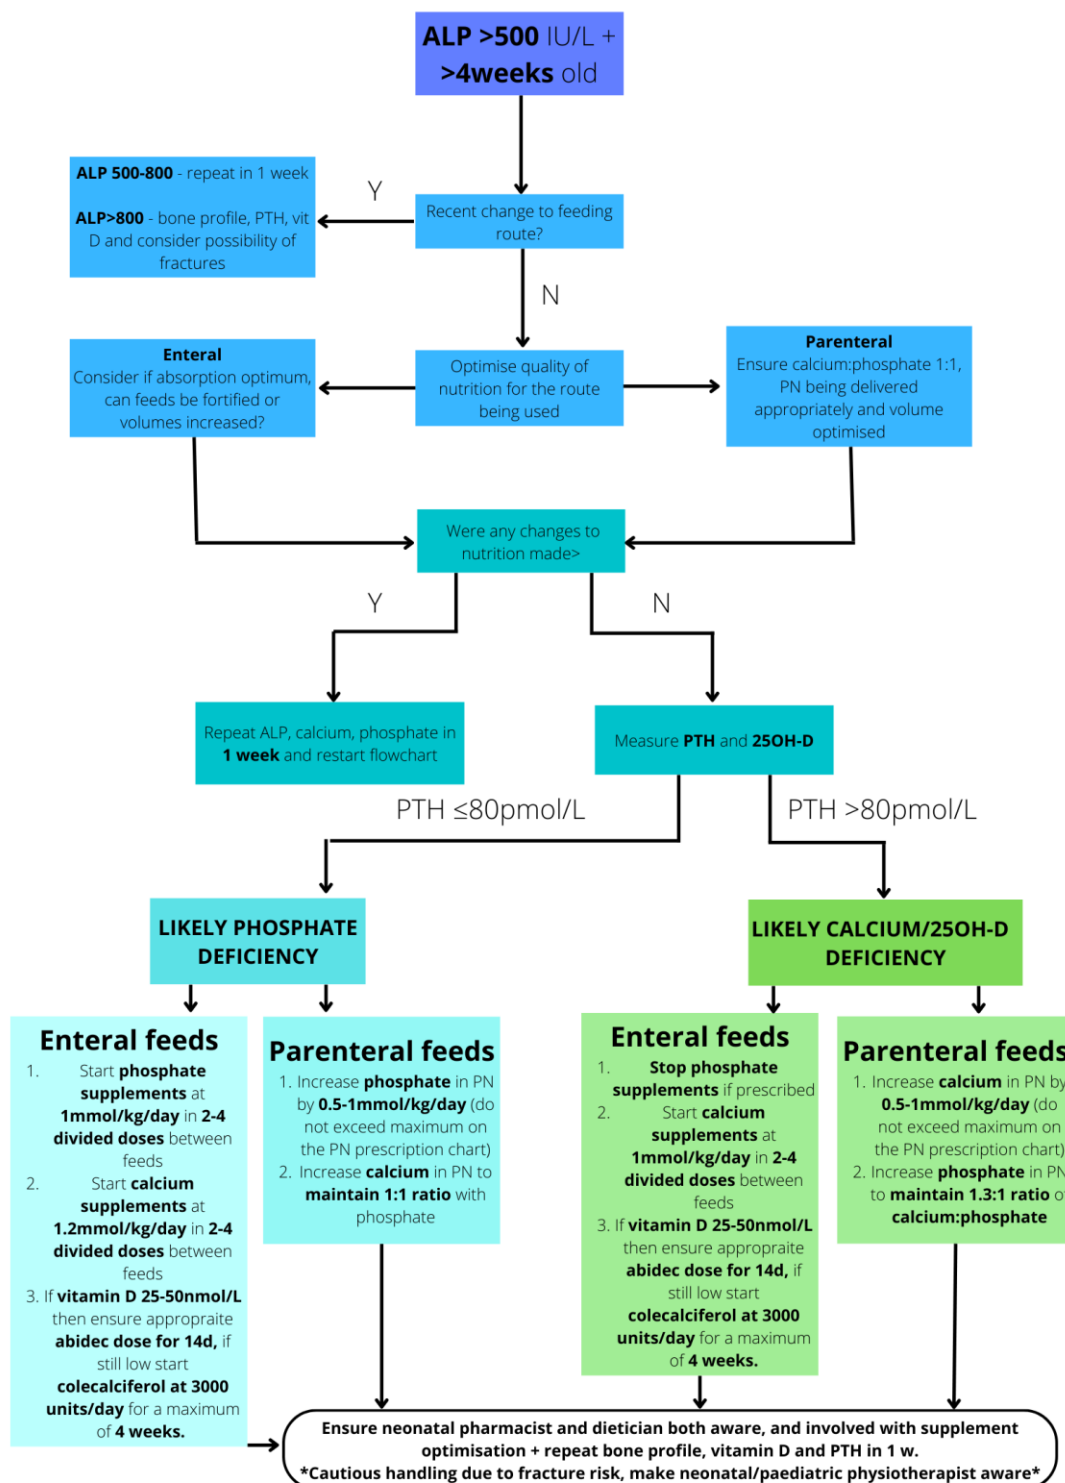 ALP >500 IU/L +
>4weeks old
ALP 500-800 - repeat in 1 week
ALP>800 - bone profile, PTH, vit
D and consider possibility of
fractures
Y
Recent change to feeding
route?
N
Enteral
Consider if absorption optimum,
can feeds be fortified or
volumes increased?
Optimise quality of
nutrition for the route
being used
Parenteral
Ensure calcium:phosphate 1:1,
PN being delivered
appropriately and volume
optimised
Were any changes to
nutrition made>
Y
N
Repeat ALP, calcium, phosphate in
1 week and restart flowchart
Measure PTH and 25OH-D
PTH ≤80pmol/L
PTH >80pmol/L
LIKELY PHOSPHATE
DEFICIENCY
LIKELY CALCIUM/25OH-D
DEFICIENCY
Enteral feeds
1. Start phosphate
supplements at
1mmol/kg/day in 2-4
divided doses between
feeds
2. Start calcium
supplements at
1.2mmol/kg/day in 2-4
divided doses between
feeds
3. If vitamin D 25-50nmol/L
then ensure appropraite
abidec dose for 14d, if
still low start
colecalciferol at 3000
units/day for a maximum
of 4 weeks.
Parenteral feeds
1. Increase phosphate in PN
by 0.5-1mmol/kg/day (do
not exceed maximum on
the PN prescription chart)
2. Increase calcium in PN to
maintain 1:1 ratio with
phosphate
Enteral feeds
1. Stop phosphate
supplements if prescribed
2. Start calcium
supplements at
1mmol/kg/day in 2-4
divided doses between
feeds
3. If vitamin D 25-50nmol/L
then ensure appropraite
abidec dose for 14d, if
still low start
colecalciferol at 3000
units/day for a maximum
of 4 weeks.
Parenteral feeds
1. Increase calcium in PN by
0.5-1mmol/kg/day (do
not exceed maximum on
the PN prescription chart)
2. Increase phosphate in PN
to maintain 1.3:1 ratio of
calcium:phosphate
Ensure neonatal pharmacist and dietician both aware, and involved with supplement
optimisation + repeat bone profile, vitamin D and PTH in 1 w.
*Cautious handling due to fracture risk, make neonatal/paediatric physiotherapist aware*